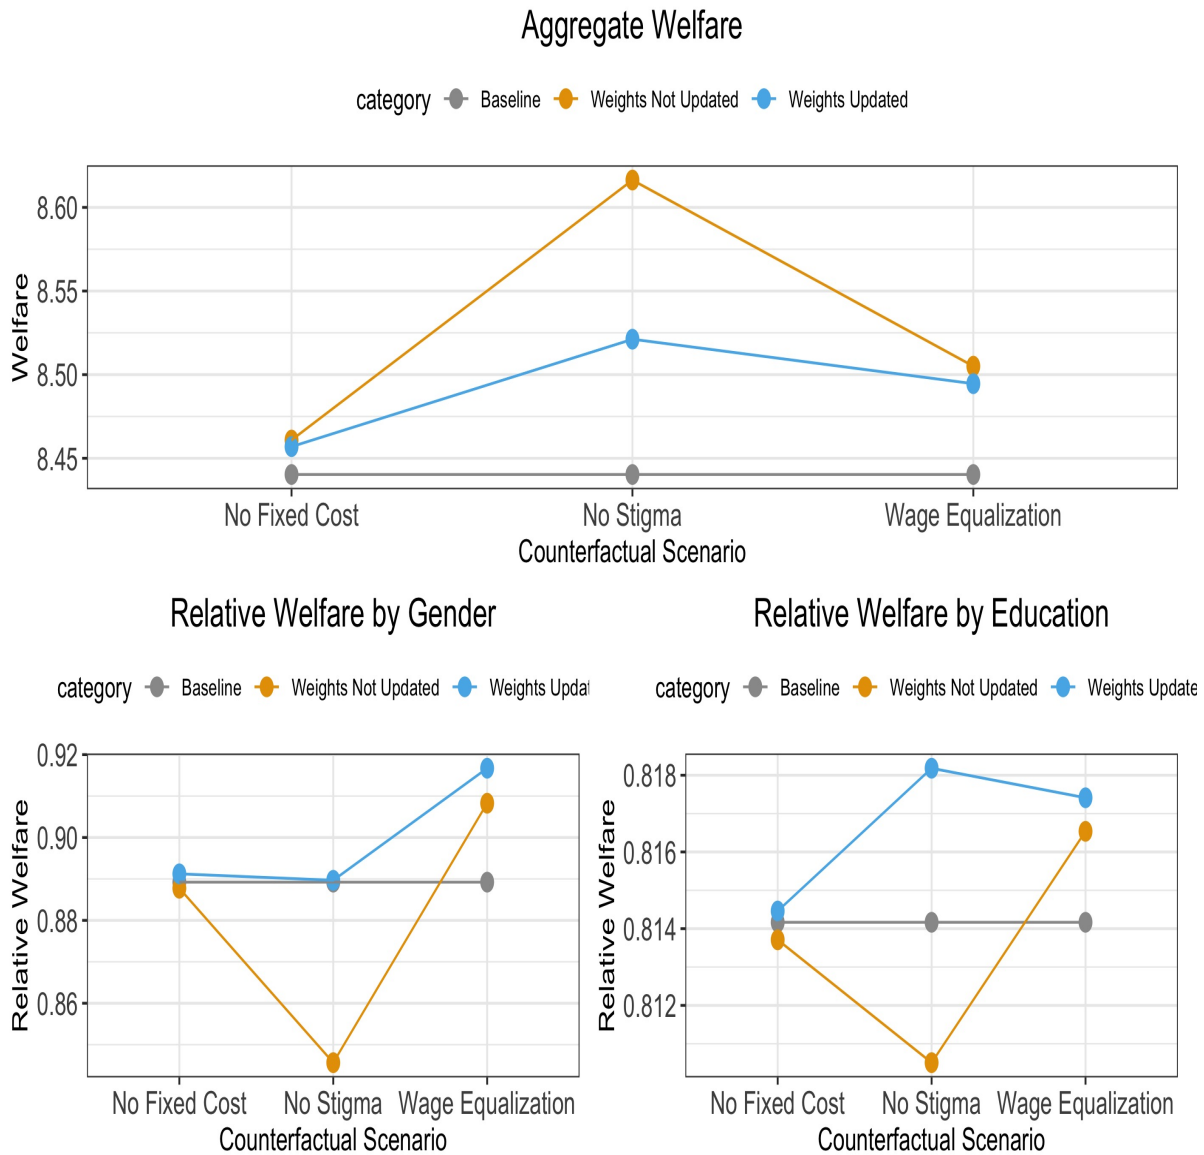 Aggregate Welfare
category Baseline Weights Not Updated Weights Updated
Welfare
8.60
8.55
8.50
8.45
No Fixed Cost No Stigma Wage Equalization
Counterfactual Scenario
Relative Welfare by Gender
category Baseline Weights Not Updated Weights Updat
Relative Welfare
0.92
0.90
0.88
0.86
No Fixed Cost No Stigma Wage Equalization
Counterfactual Scenario
Relative Welfare by Education
category Baseline Weights Not Updated Weights Update
Relative Welfare
0.818
0.816
0.814
0.812
No Fixed Cost No Stigma Wage Equalization
Counterfactual Scenario